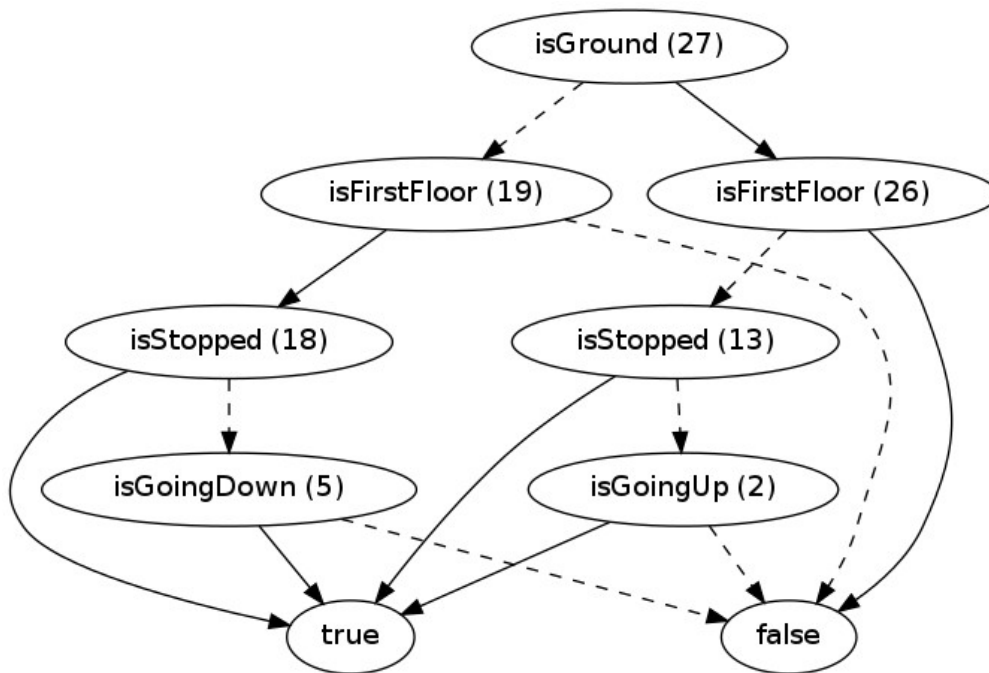 isGround (27)
isFirstFloor (19)
isFirstFloor (26)
isStopped (18)
isStopped (13)
isGoingDown (5)
isGoingUp (2)
true
false